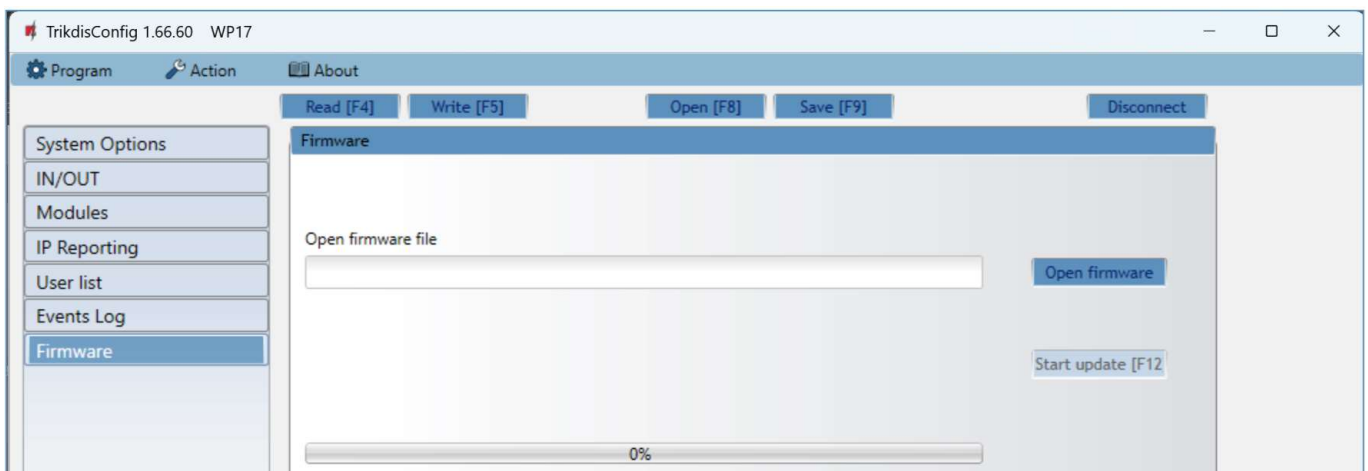 TrikdisConfig 1.66.60 WP17
Program Action About
Read [F4] Write [F5] Open [F8] Save [F9] Disconnect
System Options
IN/OUT
Modules
IP Reporting
User list
Events Log
Firmware
Firmware
Open firmware file
Open firmware
Start update [F12
0%